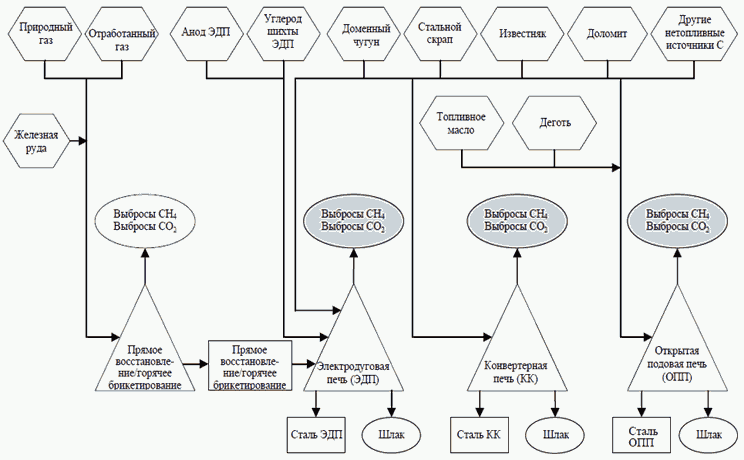 Природный
газ
Отработанный
газ
Анод ЭДП
Углерод
шихты
ЭДП
Доменный
чугун
Стальной
скрап
Известняк
Доломит
Другие
нетопливные
источники С
Железная
руда
Топливное
масло
Деготь
Выбросы CH4
Выбросы CO2
Выбросы CH4
Выбросы CO2
Выбросы CH4
Выбросы CO2
Выбросы CH4
Выбросы CO2
Прямое
восстановле-
ние/горячее
брикетирование
Прямое
восстановле-
ние/горячее
брикетирование
Электродуговая
печь (ЭДП)
Конвертерная
печь (КК)
Открытая
подовая печь
(ОПП)
Сталь ЭДП
Шлак
Сталь КК
Шлак
Сталь
ОПП
Шлак